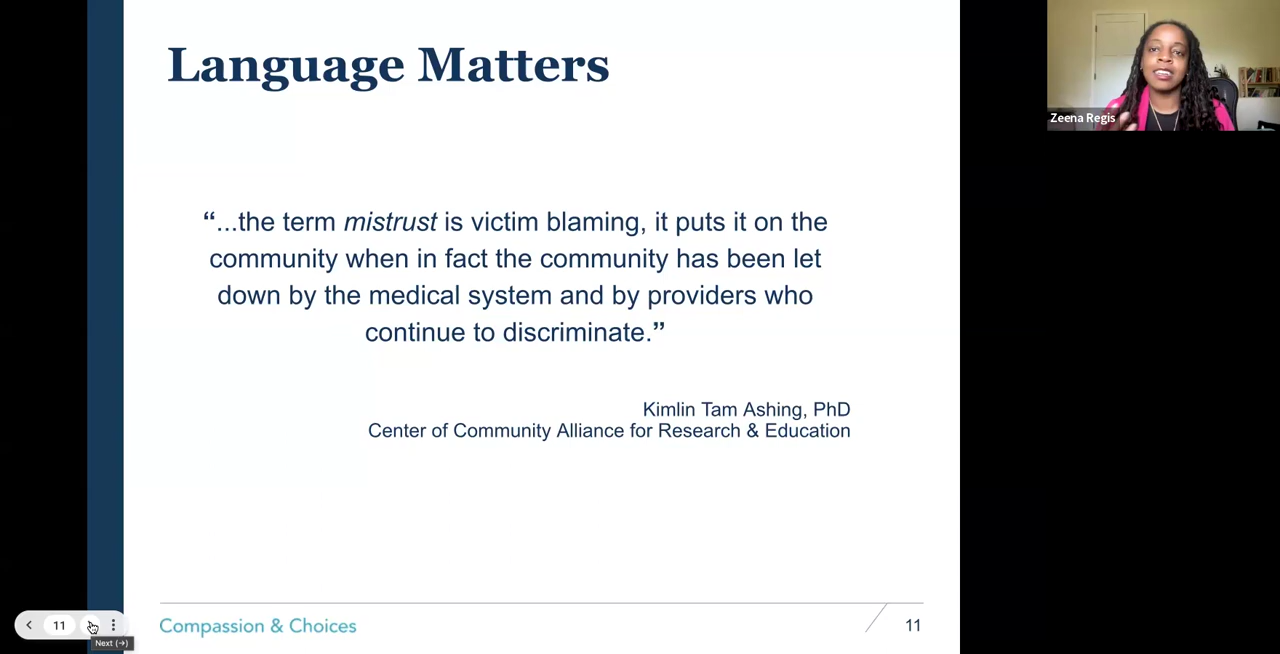 Language Matters
Zeena Regis
“...the term mistrust is victim blaming, it puts it on the
community when in fact the community has been let
down by the medical system and by providers who
continue to discriminate.”
Kimlin Tam Ashing, PhD
Center of Community Alliance for Research & Education
11
Next (→)
Compassion & Choices
11